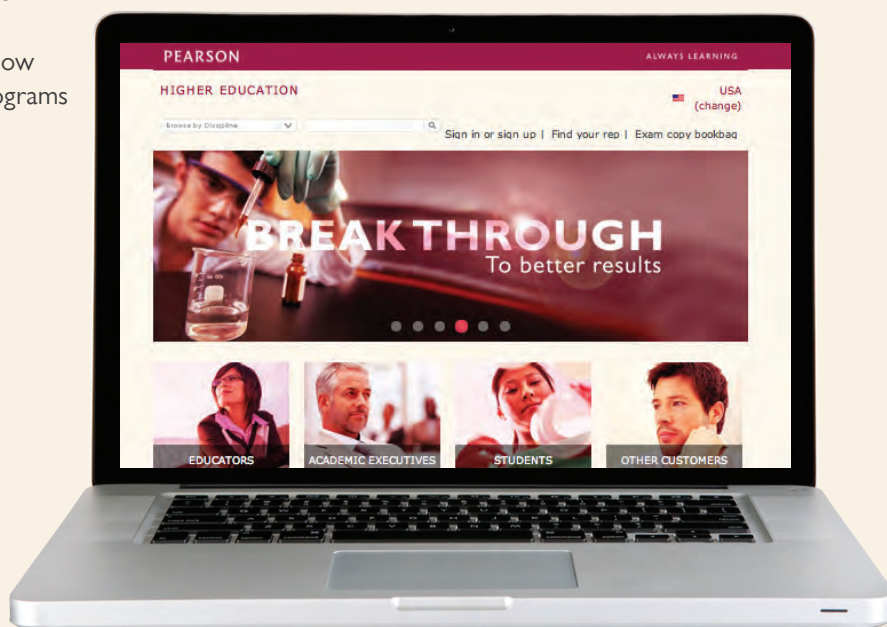 ow
ograms
PEARSON
ALWAYS LEARNING
HIGHER EDUCATION
USA
(change)
Browse by Discipline
Sign in or sign up | Find your rep | Exam copy bookbag
BREAKTHROUGH
To better results
EDUCATORS
ACADEMIC EXECUTIVES
STUDENTS
OTHER CUSTOMERS